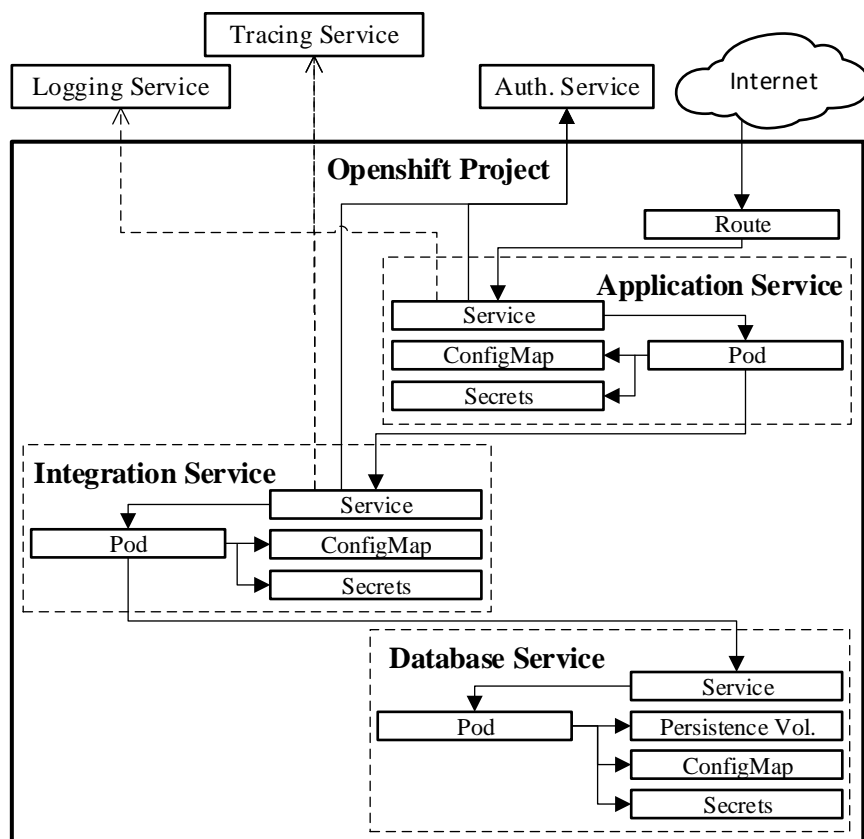 Tracing Service
Logging Service
Auth. Service
Internet
Openshift Project
Route
Application Service
Service
ConfigMap
Pod
Secrets
Integration Service
Service
Pod
ConfigMap
Secrets
Database Service
Service
Pod
Persistence Vol.
ConfigMap
Secrets